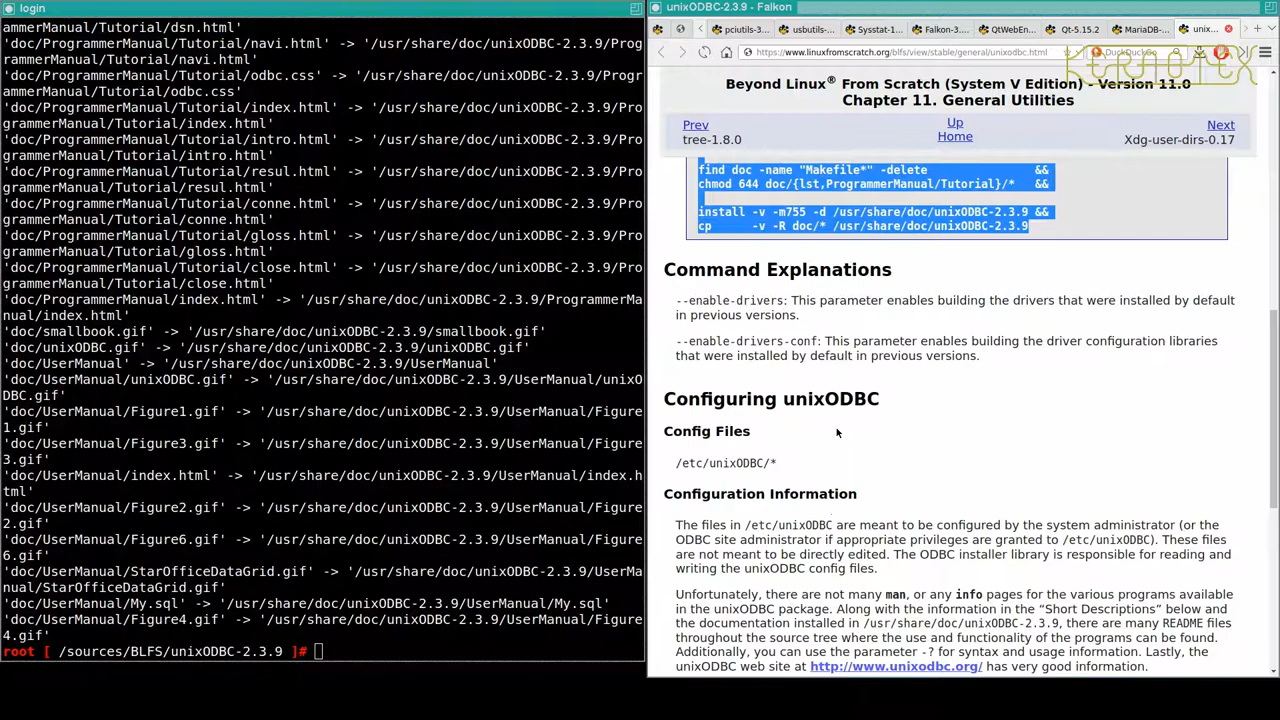 login
ammerManual/Tutorial/dsn.html'
'doc/ProgrammerManual/Tutorial/navi.html' -> '/usr/share/doc/unixODBC-2.3.9/Prog
rammerManual/Tutorial/navi.html'
'doc/ProgrammerManual/Tutorial/odbc.css' -> '/usr/share/doc/unixODBC-2.3.9/Progr
ammerManual/Tutorial/odbc.css'
'doc/ProgrammerManual/Tutorial/index.html' -> '/usr/share/doc/unixODBC-2.3.9/Pro
grammerManual/Tutorial/index.html'
'doc/ProgrammerManual/Tutorial/intro.html' -> '/usr/share/doc/unixODBC-2.3.9/Pro
grammerManual/Tutorial/intro.html'
'doc/ProgrammerManual/Tutorial/resul.html' -> '/usr/share/doc/unixODBC-2.3.9/Pro
grammerManual/Tutorial/resul.html'
'doc/ProgrammerManual/Tutorial/conne.html' -> '/usr/share/doc/unixODBC-2.3.9/Pro
grammerManual/Tutorial/conne.html'
'doc/ProgrammerManual/Tutorial/gloss.html' -> '/usr/share/doc/unixODBC-2.3.9/Pro
grammerManual/Tutorial/gloss.html'
'doc/ProgrammerManual/Tutorial/close.html' -> '/usr/share/doc/unixODBC-2.3.9/Pro
grammerManual/Tutorial/close.html'
'doc/ProgrammerManual/index.html' -> '/usr/share/doc/unixODBC-2.3.9/ProgrammerMa
nual/index.html'
'doc/smallbook.gif' -> '/usr/share/doc/unixODBC-2.3.9/smallbook.gif'
'doc/unixODBC.gif' -> '/usr/share/doc/unixODBC-2.3.9/unixODBC.gif'
'doc/UserManual' -> '/usr/share/doc/unixODBC-2.3.9/UserManual'
'doc/UserManual/unixODBC.gif' -> '/usr/share/doc/unixODBC-2.3.9/UserManual/unixO
DBC.gif'
'doc/UserManual/Figure1.gif' -> '/usr/share/doc/unixODBC-2.3.9/UserManual/Figure
1.gif'
'doc/UserManual/Figure3.gif' -> '/usr/share/doc/unixODBC-2.3.9/UserManual/Figure
3.gif'
'doc/UserManual/index.html' -> '/usr/share/doc/unixODBC-2.3.9/UserManual/index.h
tml'
'doc/UserManual/Figure2.gif' -> '/usr/share/doc/unixODBC-2.3.9/UserManual/Figure
2.gif'
'doc/UserManual/Figure6.gif' -> '/usr/share/doc/unixODBC-2.3.9/UserManual/Figure
6.gif'
'doc/UserManual/StarOfficeDataGrid.gif' -> '/usr/share/doc/unixODBC-2.3.9/UserMa
nual/StarOfficeDataGrid.gif'
'doc/UserManual/My.sql' -> '/usr/share/doc/unixODBC-2.3.9/UserManual/My.sql'
'doc/UserManual/Figure4.gif' -> '/usr/share/doc/unixODBC-2.3.9/UserManual/Figure
4.gif'
root [ /sources/BLFS/unixODBC-2.3.9 ]#
unixODBC-2.3.9 - Falkon
pciutils-3... usbutils-... Sysstat-1... Falkon-3... QtWebEn... Qt-5.15.2 MariaDB-... unix...
https://www.linuxfromscratch.org/blfs/view/stable/general/unixodbc.html DuckDuckGo
KERNOTEX
Beyond Linux® From Scratch (System V Edition) - Version 11.0
Chapter 11. General Utilities
Prev Up Next
tree-1.8.0 Home Xdg-user-dirs-0.17
find doc -name "Makefile*" -delete &&
chmod 644 doc/{lst,ProgrammerManual/Tutorial}/* &&
install -v -m755 -d /usr/share/doc/unixODBC-2.3.9 &&
cp -v -R doc/* /usr/share/doc/unixODBC-2.3.9
Command Explanations
--enable-drivers: This parameter enables building the drivers that were installed by default
in previous versions.
--enable-drivers-conf: This parameter enables building the driver configuration libraries
that were installed by default in previous versions.
Configuring unixODBC
Config Files
/etc/unixODBC/*
Configuration Information
The files in /etc/unixODBC are meant to be configured by the system administrator (or the
ODBC site administrator if appropriate privileges are granted to /etc/unixODBC). These files
are not meant to be directly edited. The ODBC installer library is responsible for reading and
writing the unixODBC config files.
Unfortunately, there are not many man, or any info pages for the various programs available
in the unixODBC package. Along with the information in the “Short Descriptions” below and
the documentation installed in /usr/share/doc/unixODBC-2.3.9, there are many README files
throughout the source tree where the use and functionality of the programs can be found.
Additionally, you can use the parameter -? for syntax and usage information. Lastly, the
unixODBC web site at http://www.unixodbc.org/ has very good information.